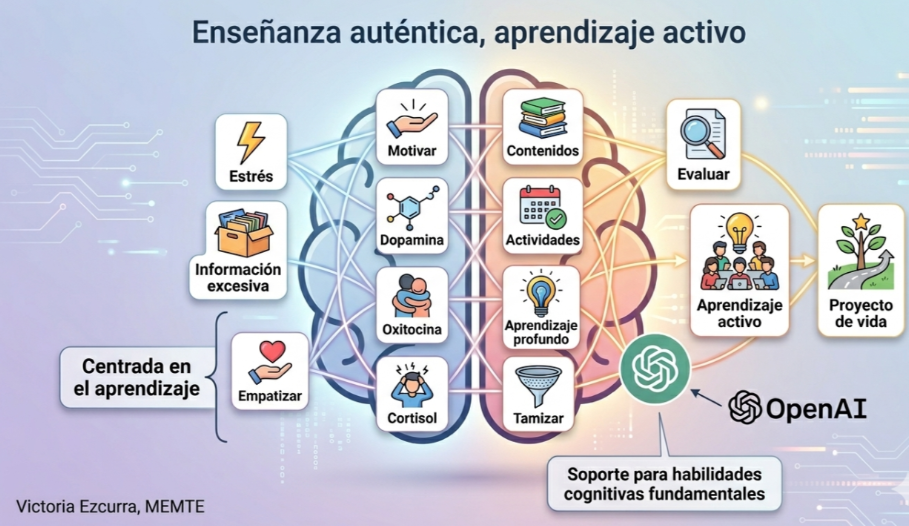 Enseñanza auténtica, aprendizaje activo
Estrés
Información
excesiva
Centrada en
el aprendizaje
Empatizar
Motivar
Dopamina
Oxitocina
Cortisol
Contenidos
Actividades
Aprendizaje
profundo
Tamizar
Evaluar
Aprendizaje
activo
Proyecto
de vida
OpenAI
Soporte para habilidades
cognitivas fundamentales
Victoria Ezcurra, MEMTE